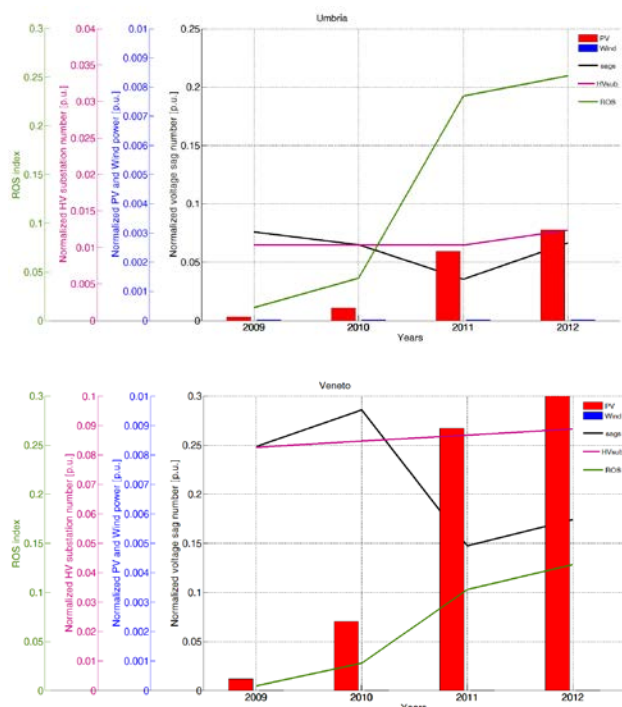 Umbria
ROS index
0.3
0.25
0.2
0.15
0.1
0.05
0
Normalized HV substation number [p.u.]
0.04
0.035
0.03
0.025
0.02
0.015
0.01
0.005
0
Normalized PV and Wind power [p.u.]
0.01
0.009
0.008
0.007
0.006
0.005
0.004
0.003
0.002
0.001
0
Normalized voltage sag number [p.u.]
0.25
0.2
0.15
0.1
0.05
0
PV
Wind
sags
HVsub.
ROS
2009 2010 2011 2012
Years
Veneto
ROS index
0.3
0.25
0.2
0.15
0.1
0.05
0
Normalized HV substation number [p.u.]
0.1
0.09
0.08
0.07
0.06
0.05
0.04
0.03
0.02
0.01
0
Normalized PV and Wind power [p.u.]
0.01
0.009
0.008
0.007
0.006
0.005
0.004
0.003
0.002
0.001
0
Normalized voltage sag number [p.u.]
0.3
0.25
0.2
0.15
0.1
0.05
0
PV
Wind
sags
HVsub
ROS
2009 2010 2011 2012
Years